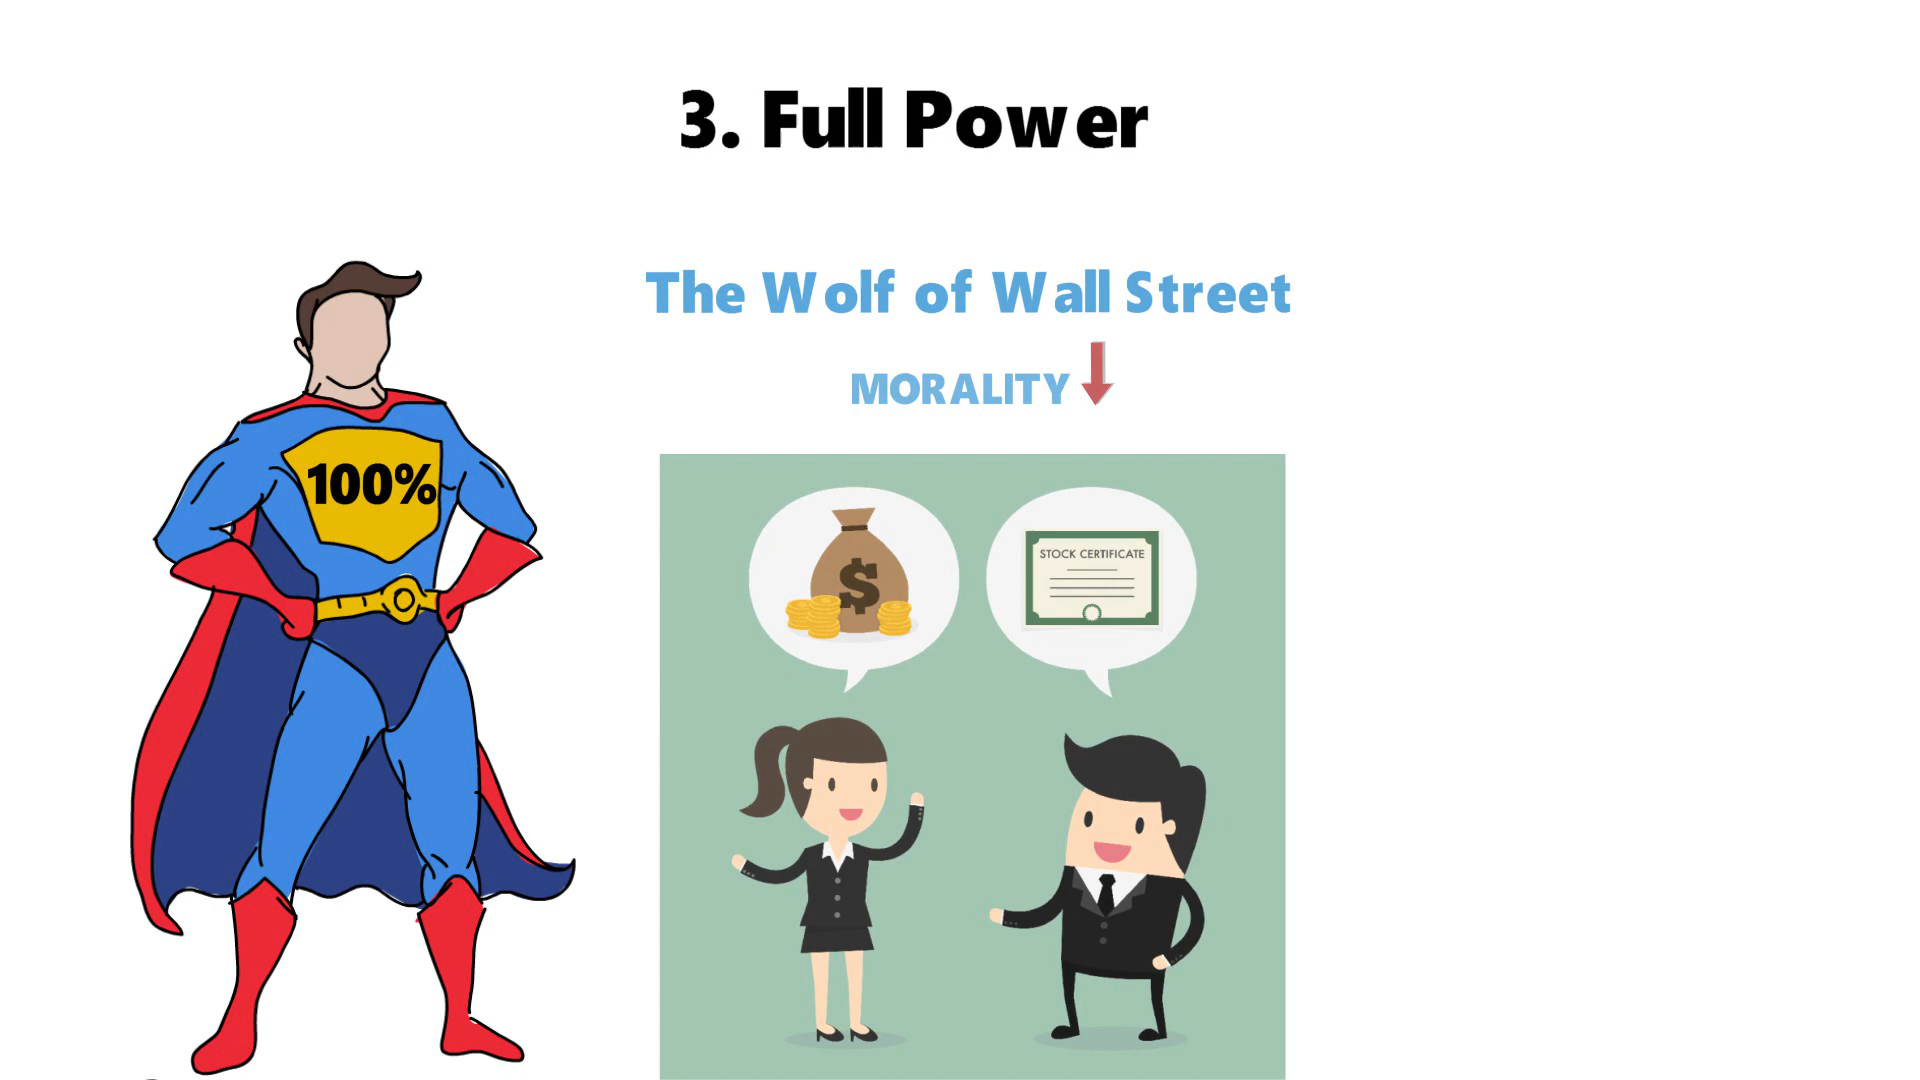 3. Full Power
The Wolf of Wall Street
MORALITY
100%
$
STOCK CERTIFICATE